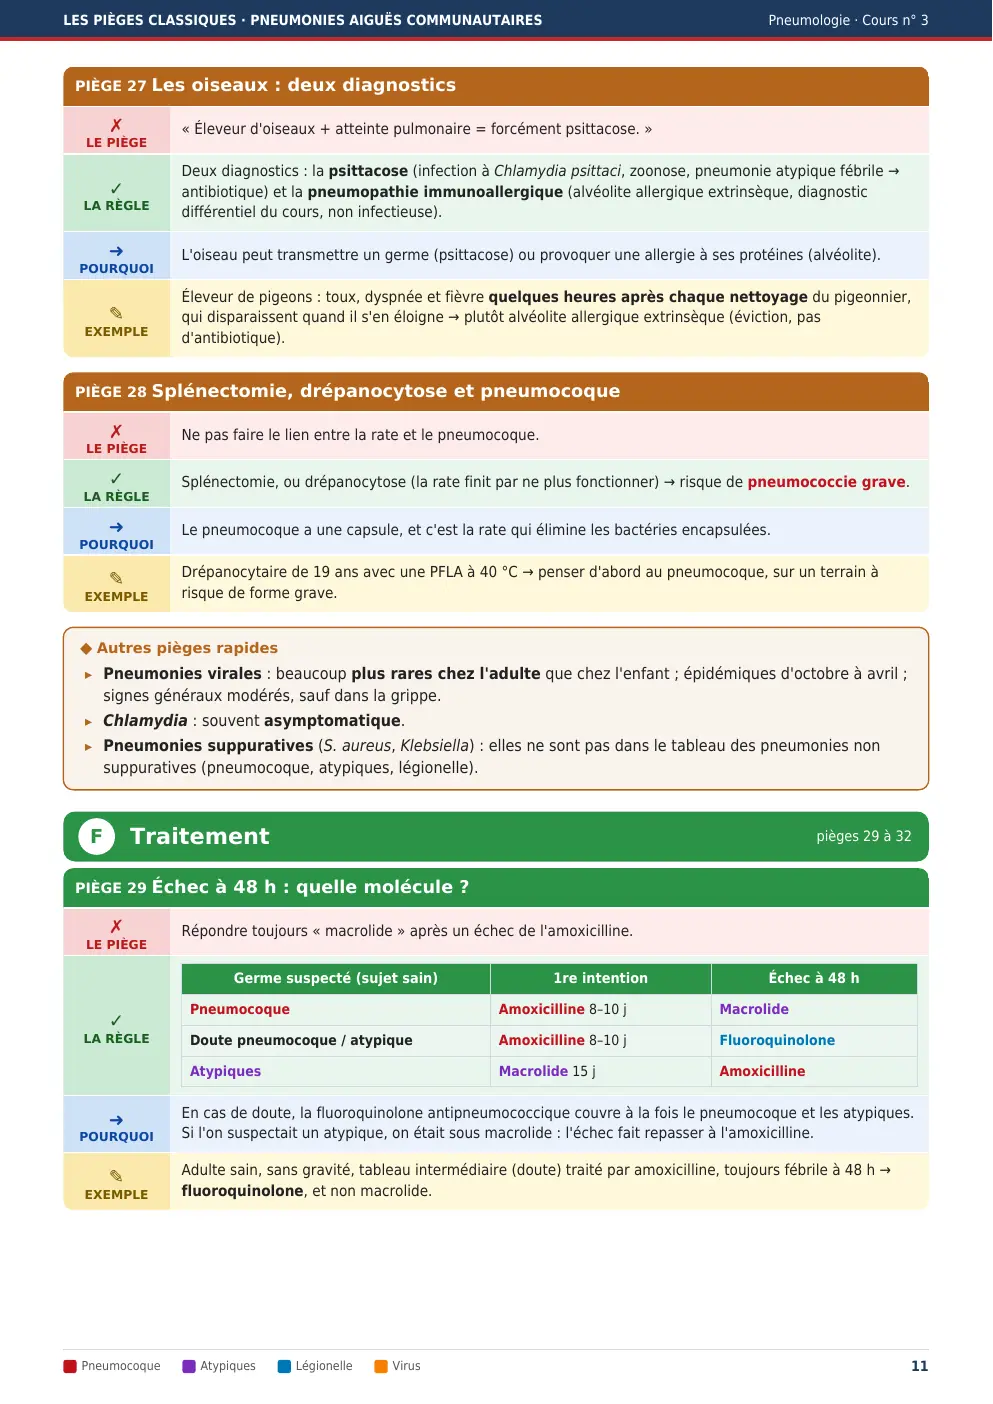 LES PIÈGES CLASSIQUES · PNEUMONIES AIGUËS COMMUNAUTAIRES
Pneumologie · Cours n° 3
PIÈGE 27 Les oiseaux : deux diagnostics
✗
LE PIÈGE
« Éleveur d'oiseaux + atteinte pulmonaire = forcément psittacose. »
✓
LA RÈGLE
Deux diagnostics : la psittacose (infection à Chlamydia psittaci, zoonose, pneumonie atypique fébrile →
antibiotique) et la pneumopathie immunoallergique (alvéolite allergique extrinsèque, diagnostic
différentiel du cours, non infectieuse).
➜
POURQUOI
L'oiseau peut transmettre un germe (psittacose) ou provoquer une allergie à ses protéines (alvéolite).
✎
EXEMPLE
Éleveur de pigeons : toux, dyspnée et fièvre quelques heures après chaque nettoyage du pigeonnier,
qui disparaissent quand il s'en éloigne → plutôt alvéolite allergique extrinsèque (éviction, pas
d'antibiotique).
PIÈGE 28 Splénectomie, drépanocytose et pneumocoque
✗
LE PIÈGE
Ne pas faire le lien entre la rate et le pneumocoque.
✓
LA RÈGLE
Splénectomie, ou drépanocytose (la rate finit par ne plus fonctionner) → risque de pneumococcie grave.
➜
POURQUOI
Le pneumocoque a une capsule, et c'est la rate qui élimine les bactéries encapsulées.
✎
EXEMPLE
Drépanocytaire de 19 ans avec une PFLA à 40 °C → penser d'abord au pneumocoque, sur un terrain à
risque de forme grave.
◆ Autres pièges rapides
▸ Pneumonies virales : beaucoup plus rares chez l'adulte que chez l'enfant ; épidémies d'octobre à avril ;
signes généraux modérés, sauf dans la grippe.
▸ Chlamydia : souvent asymptomatique.
▸ Pneumonies suppuratives (S. aureus, Klebsiella) : elles ne sont pas dans le tableau des pneumonies non
suppuratives (pneumocoque, atypiques, légionelle).
F Traitement
pièges 29 à 32
PIÈGE 29 Échec à 48 h : quelle molécule ?
✗
LE PIÈGE
Répondre toujours « macrolide » après un échec de l'amoxicilline.
✓
LA RÈGLE
Germe suspecté (sujet sain) 1re intention Échec à 48 h
Pneumocoque Amoxicilline 8–10 j Macrolide
Doute pneumocoque / atypique Amoxicilline 8–10 j Fluoroquinolone
Atypiques Macrolide 15 j Amoxicilline
➜
POURQUOI
En cas de doute, la fluoroquinolone antipneumococcique couvre à la fois le pneumocoque et les atypiques.
Si l'on suspectait un atypique, on était sous macrolide : l'échec fait repasser à l'amoxicilline.
✎
EXEMPLE
Adulte sain, sans gravité, tableau intermédiaire (doute) traité par amoxicilline, toujours fébrile à 48 h →
fluoroquinolone, et non macrolide.
Pneumocoque Atypiques Légionelle Virus
11